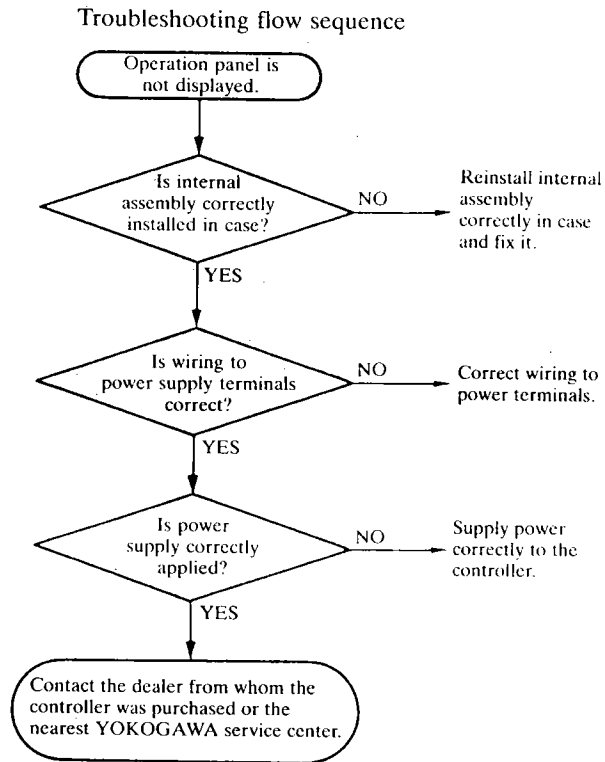 Troubleshooting flow sequence
Operation panel is
not displayed.
Is internal
assembly correctly
installed in case?
NO
Reinstall internal
assembly
correctly in case
and fix it.
YES
Is wiring to
power supply terminals
correct?
NO
Correct wiring to
power terminals.
YES
Is power
supply correctly
applied?
NO
Supply power
correctly to the
controller.
YES
Contact the dealer from whom the
controller was purchased or the
nearest YOKOGAWA service center.